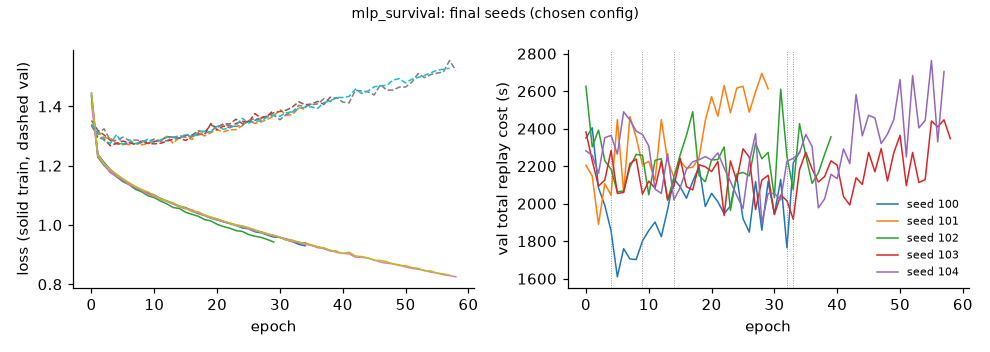 mlp_survival: final seeds (chosen config)
loss (solid train, dashed val)
1.4
1.2
1.0
0.8
0 10 20 30 40 50 60
epoch
val total replay cost (s)
2800
2600
2400
2200
2000
1800
1600
seed 100
seed 101
seed 102
seed 103
seed 104
0 10 20 30 40 50 60
epoch